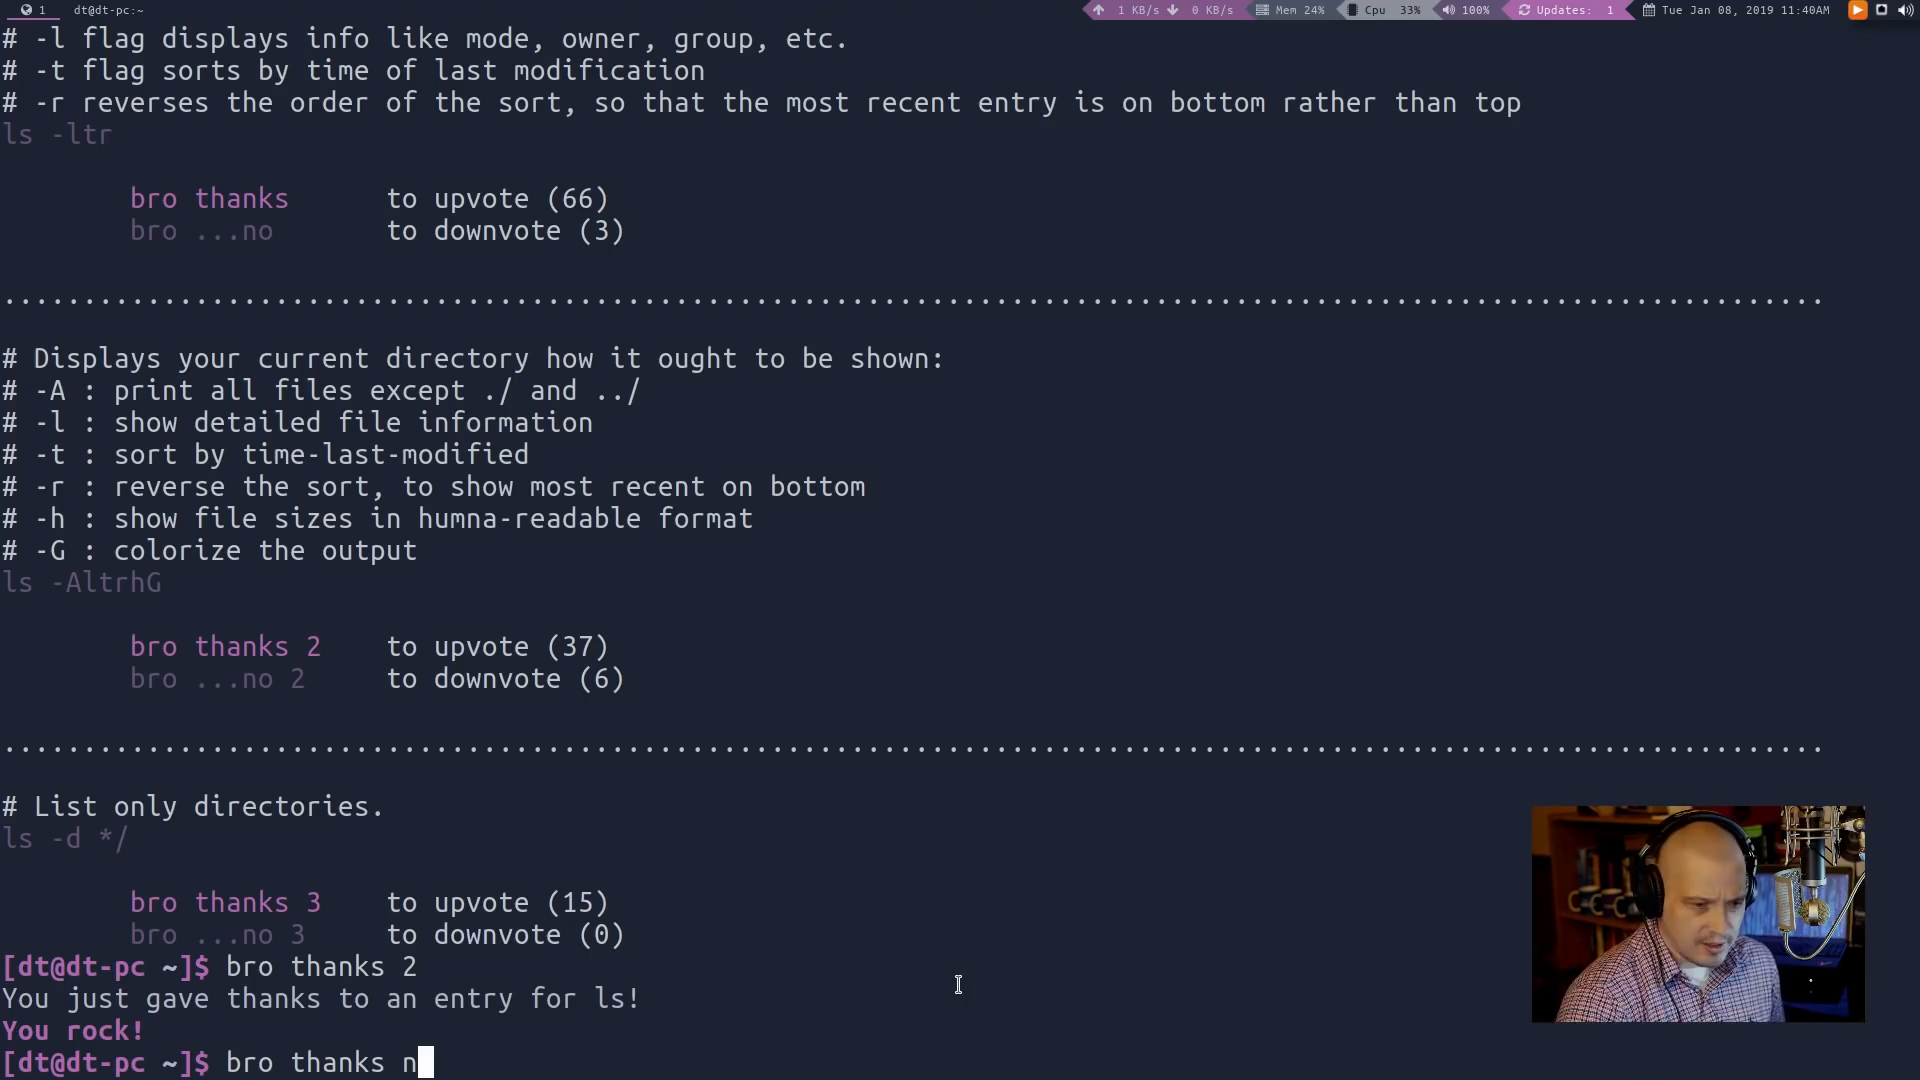 1 dt@dt-pc:~ 1 KB/s 0 KB/s Mem 24% Cpu 33% 100% Updates: 1 Tue Jan 08, 2019 11:40AM
# -l flag displays info like mode, owner, group, etc.
# -t flag sorts by time of last modification
# -r reverses the order of the sort, so that the most recent entry is on bottom rather than top
ls -ltr
bro thanks to upvote (66)
bro ...no to downvote (3)
................................................................................................................
# Displays your current directory how it ought to be shown:
# -A : print all files except ./ and ../
# -l : show detailed file information
# -t : sort by time-last-modified
# -r : reverse the sort, to show most recent on bottom
# -h : show file sizes in humna-readable format
# -G : colorize the output
ls -AltrhG
bro thanks 2 to upvote (37)
bro ...no 2 to downvote (6)
................................................................................................................
# List only directories.
ls -d */
bro thanks 3 to upvote (15)
bro ...no 3 to downvote (0)
[dt@dt-pc ~]$ bro thanks 2
You just gave thanks to an entry for ls!
You rock!
[dt@dt-pc ~]$ bro thanks n